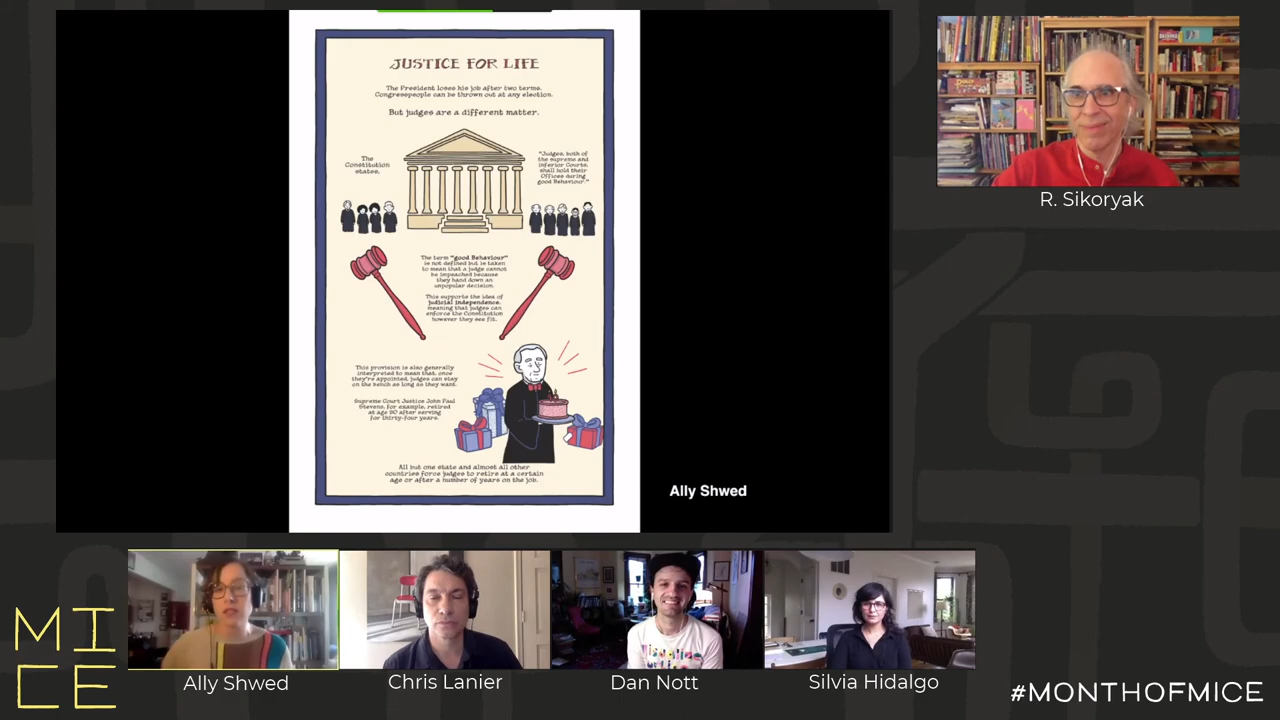 JUSTICE FOR LIFE
The President loses his job after two terms.
Congresspeople can be thrown out at any election.
But judges are a different matter.
The
Constitution
states,
"Judges, both of
the supreme and
inferior Courts,
shall hold their
Offices during
good Behaviour."
The term "good Behaviour"
is not defined but is taken
to mean that a judge cannot
be impeached because
they hand down an
unpopular decision.
This supports the idea of
judicial independence,
meaning that judges can
enforce the Constitution
however they see fit.
This provision is also generally
interpreted to mean that, once
they're appointed, judges can stay
on the bench as long as they want.
Supreme Court Justice John Paul
Stevens, for example, retired
at age 90 after serving
for thirty-four years.
All but one state and almost all other
countries force judges to retire at a certain
age or after a number of years on the job.
Ally Shwed
R. Sikoryak
Ally Shwed
Chris Lanier
Dan Nott
Silvia Hidalgo
MI
CE
#MONTHOFMICE